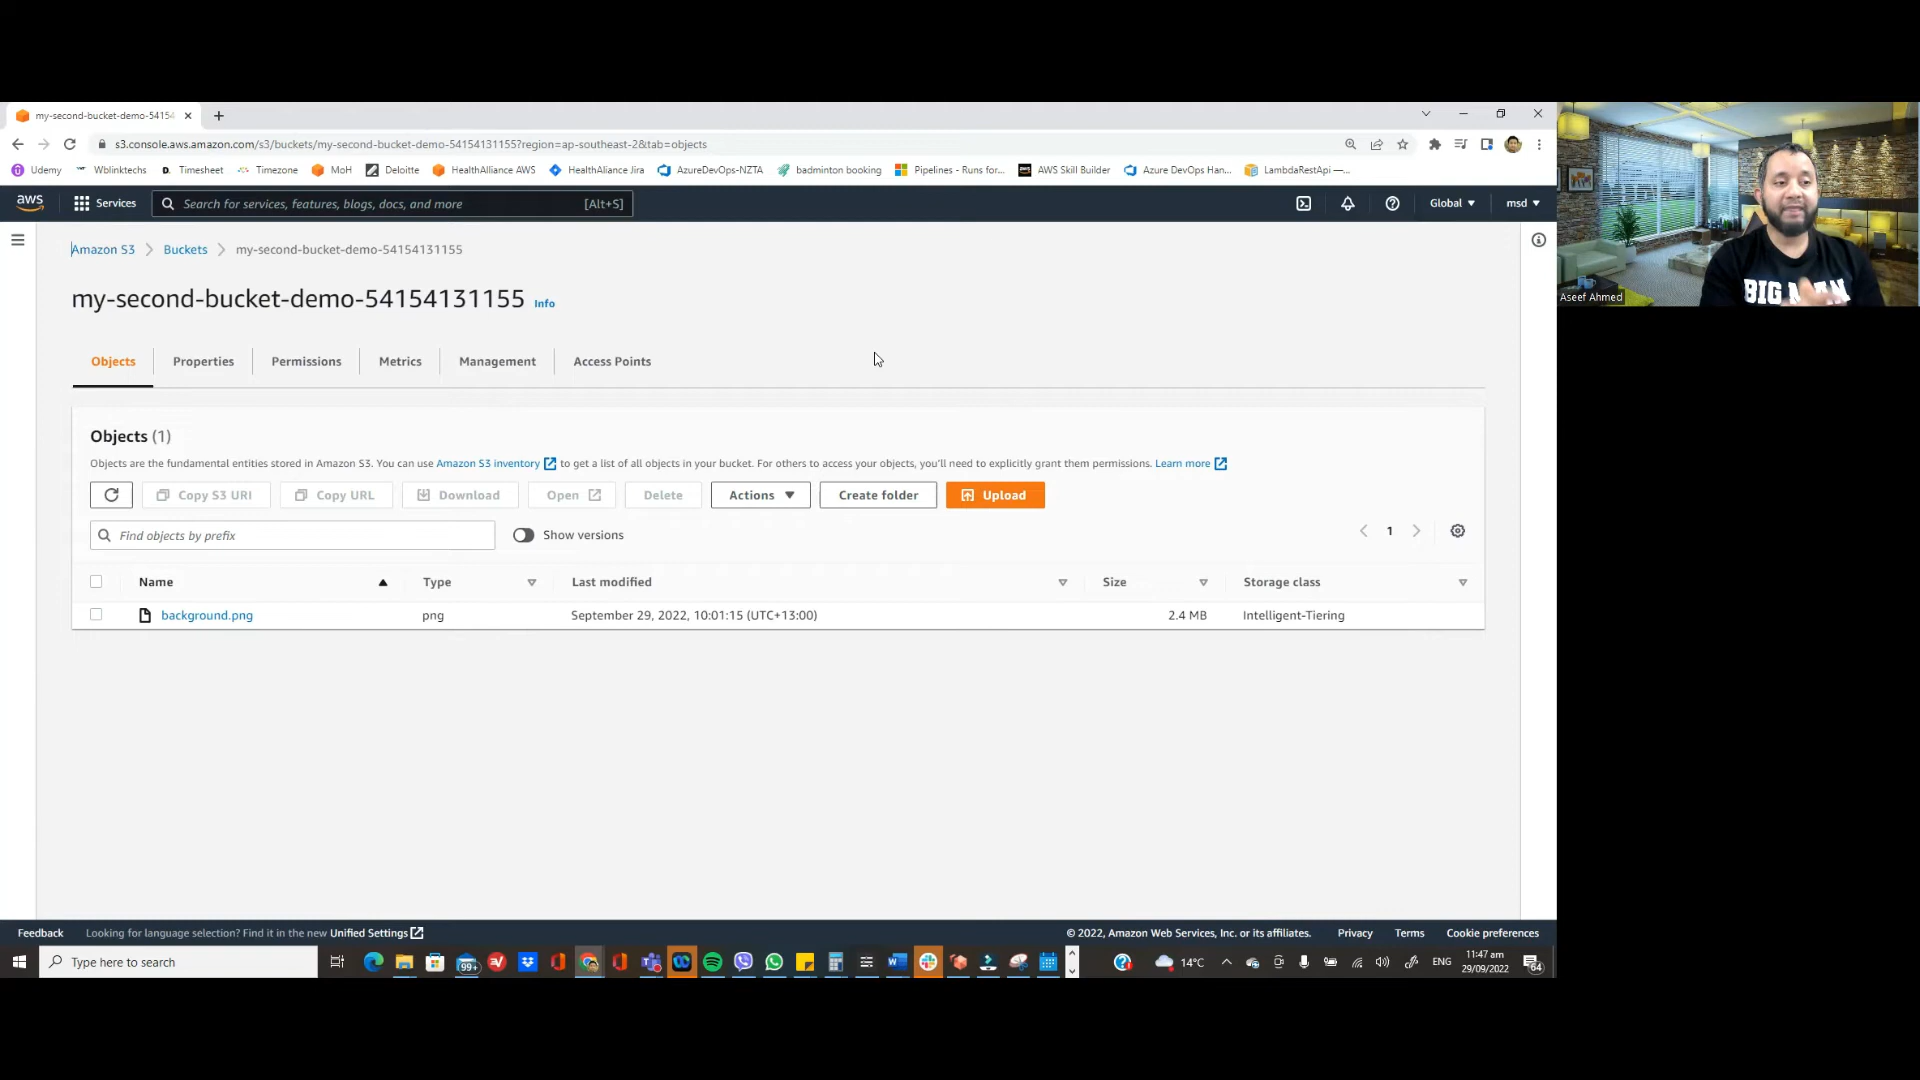 my-second-bucket-demo-54154
s3.console.aws.amazon.com/s3/buckets/my-second-bucket-demo-54154131155?region=ap-southeast-2&tab=objects
Udemy Wblinktechs Timesheet Timezone MoH Deloitte HealthAlliance AWS HealthAliance Jira AzureDevOps-NZTA badminton booking Pipelines - Runs for... AWS Skill Builder Azure DevOps Han... LambdaRestApi —...
aws Services Search for services, features, blogs, docs, and more [Alt+S] Global msd
Amazon S3 Buckets my-second-bucket-demo-54154131155
my-second-bucket-demo-54154131155 Info
Objects Properties Permissions Metrics Management Access Points
Objects (1)
Objects are the fundamental entities stored in Amazon S3. You can use Amazon S3 inventory to get a list of all objects in your bucket. For others to access your objects, you'll need to explicitly grant them permissions. Learn more
Copy S3 URI Copy URL Download Open Delete Actions Create folder Upload
Find objects by prefix Show versions 1
Name Type Last modified Size Storage class
background.png png September 29, 2022, 10:01:15 (UTC+13:00) 2.4 MB Intelligent-Tiering
Feedback Looking for language selection? Find it in the new Unified Settings © 2022, Amazon Web Services, Inc. or its affiliates. Privacy Terms Cookie preferences
Type here to search 99+ 14°C ENG 11:47 am
29/09/2022 64
BIG
Aseef Ahmed